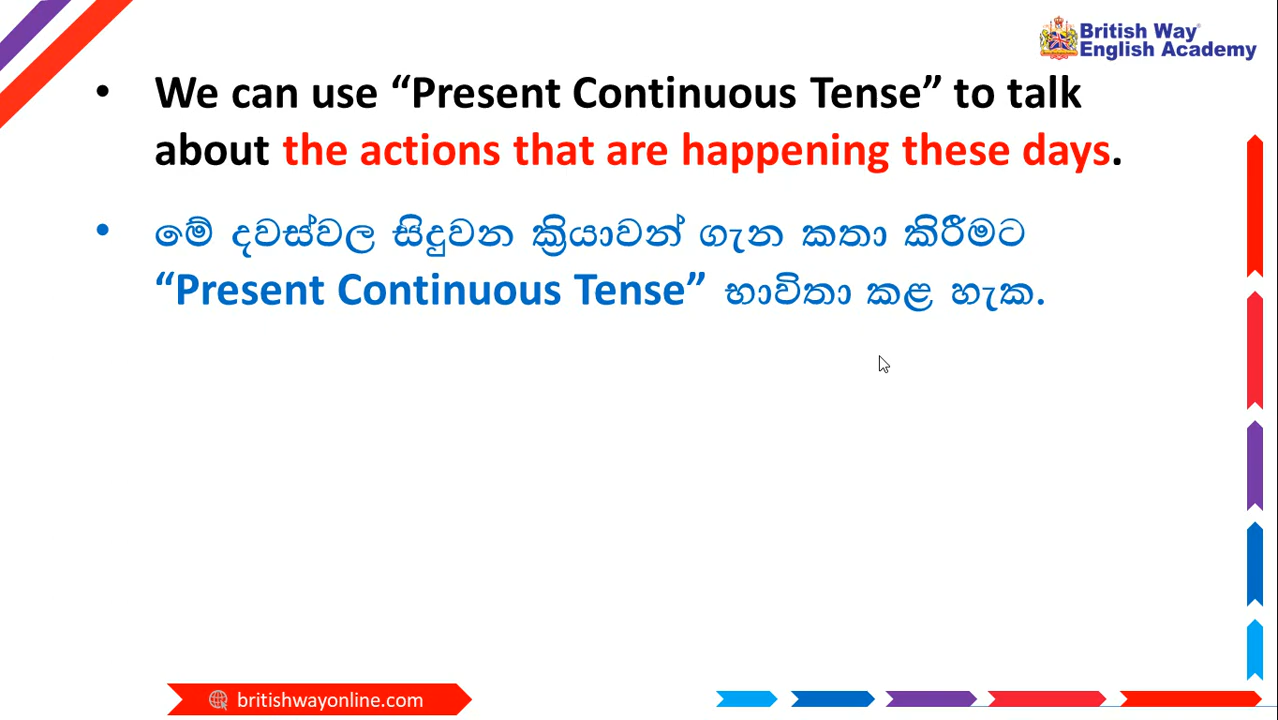 British Way®
English Academy
• We can use “Present Continuous Tense” to talk
about the actions that are happening these days.
• මේ දවස්වල සිදුවන ක්‍රියාවන් ගැන කතා කිරීමට
“Present Continuous Tense” භාවිතා කළ හැක.
britishwayonline.com